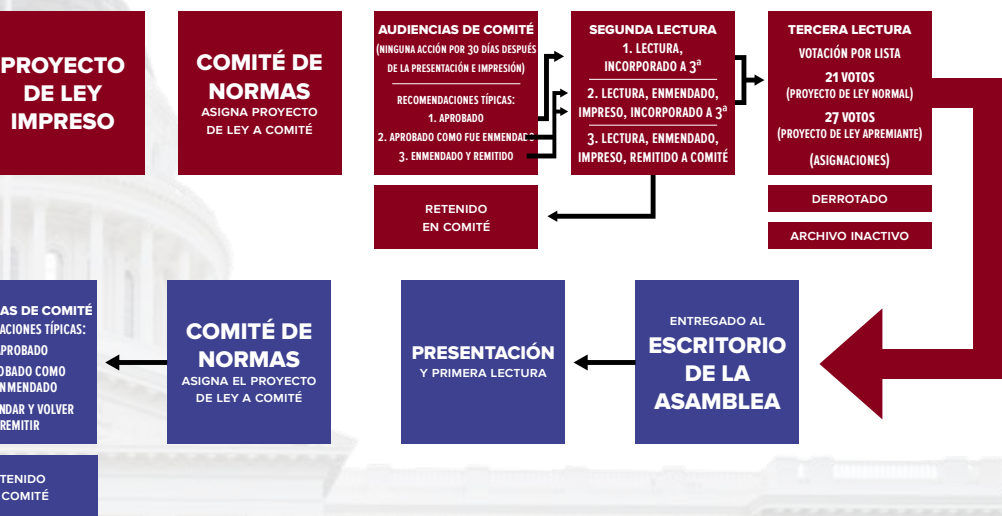 PROYECTO
DE LEY
IMPRESO
COMITÉ DE
NORMAS
ASIGNA PROYECTO
DE LEY A COMITÉ
AUDIENCIAS DE COMITÉ
(NINGUNA ACCIÓN POR 30 DÍAS DESPUÉS
DE LA PRESENTACIÓN E IMPRESIÓN)
RECOMENDACIONES TÍPICAS:
1. APROBADO
2. APROBADO COMO FUE ENMENDADO
3. ENMENDADO Y REMITIDO
RETENIDO
EN COMITÉ
SEGUNDA LECTURA
1. LECTURA,
INCORPORADO A 3ª
2. LECTURA, ENMENDADO,
IMPRESO, INCORPORADO A 3ª
3. LECTURA, ENMENDADO,
IMPRESO, REMITIDO A COMITÉ
TERCERA LECTURA
VOTACIÓN POR LISTA
21 VOTOS
(PROYECTO DE LEY NORMAL)
27 VOTOS
(PROYECTO DE LEY APREMIANTE)
(ASIGNACIONES)
DERROTADO
ARCHIVO INACTIVO
ENTREGADO AL
ESCRITORIO
DE LA
ASAMBLEA
PRESENTACIÓN
Y PRIMERA LECTURA
COMITÉ DE
NORMAS
ASIGNA EL PROYECTO
DE LEY A COMITÉ
AS DE COMITÉ
ACIONES TÍPICAS:
APROBADO
OBADO COMO
NMENDADO
NDAR Y VOLVER
REMITIR
TENIDO
COMITÉ